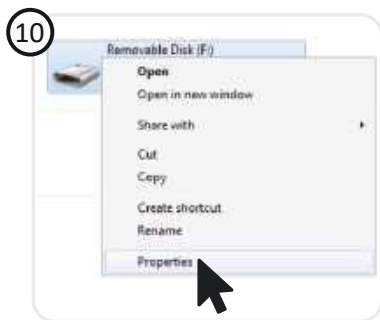 10
Removable Disk (F:)
Open
Open in new window
Share with
Cut
Copy
Create shortcut
Rename
Properties